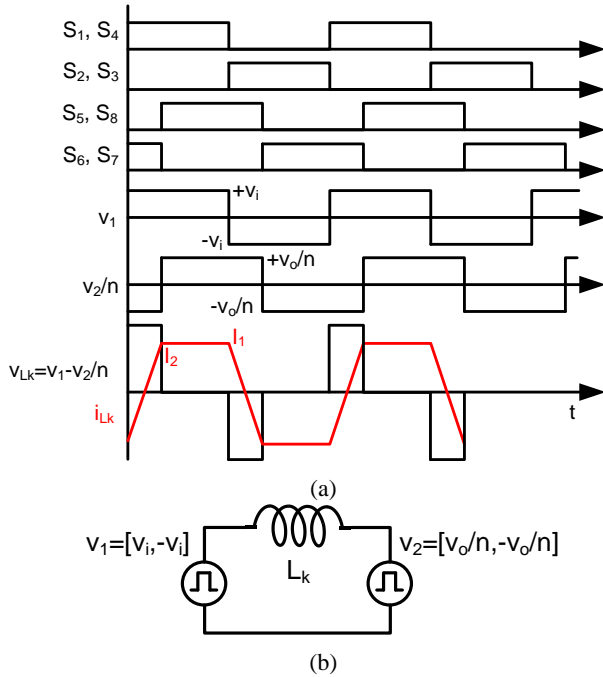 S1, S4
S2, S3
S5, S8
S6, S7
+vi
v1
-vi
+vo/n
v2/n
-vo/n
I1
I2
vLk=v1-v2/n
iLk
t
(a)
v1=[vi,-vi]
v2=[vo/n,-vo/n]
Lk
(b)